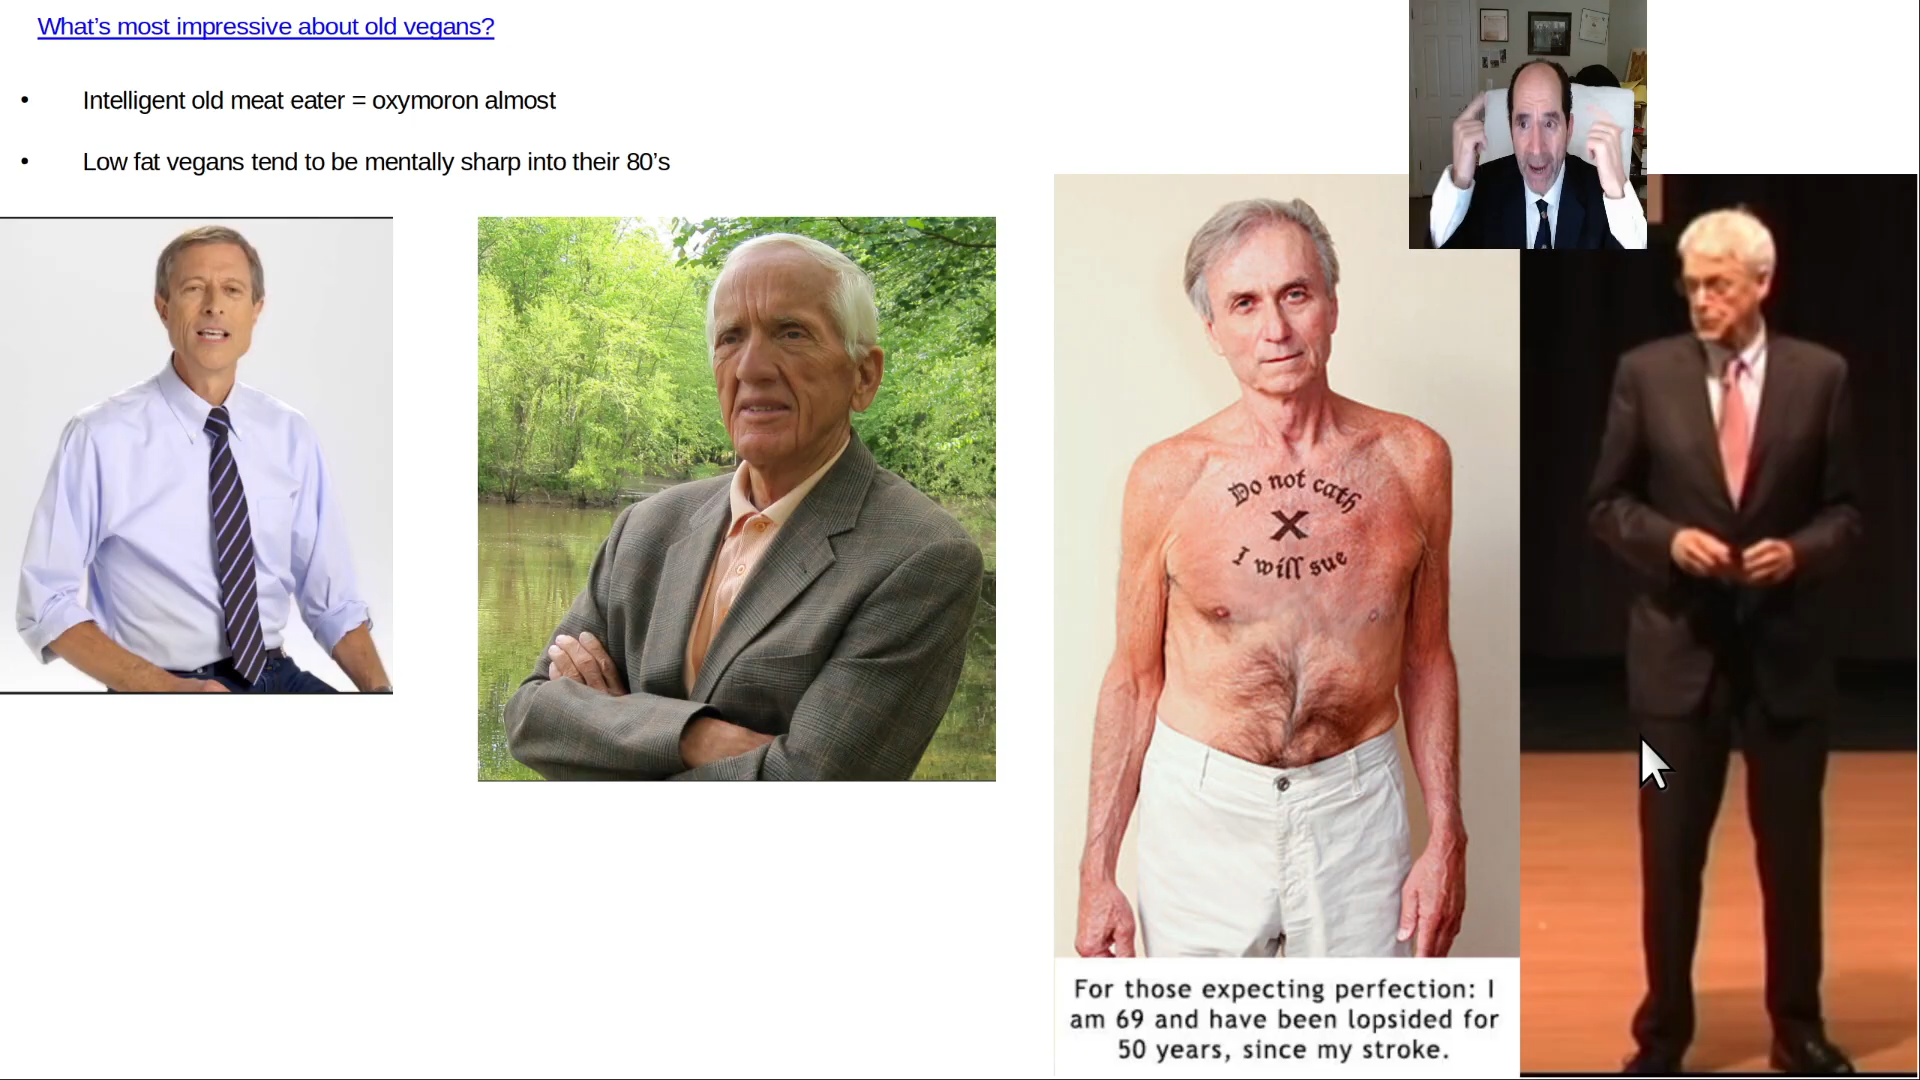 What’s most impressive about old vegans?
• Intelligent old meat eater = oxymoron almost
• Low fat vegans tend to be mentally sharp into their 80’s
Do not cath
X
I will sue
For those expecting perfection: I
am 69 and have been lopsided for
50 years, since my stroke.